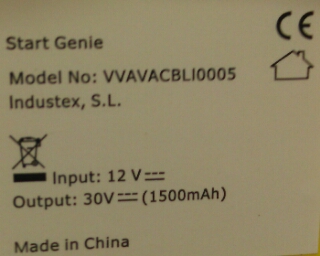 CE
Start Genie
Model No: VVAVACBLI0005
Industex, S.L.
Input: 12 V⎓
Output: 30V⎓(1500mAh)
Made in China